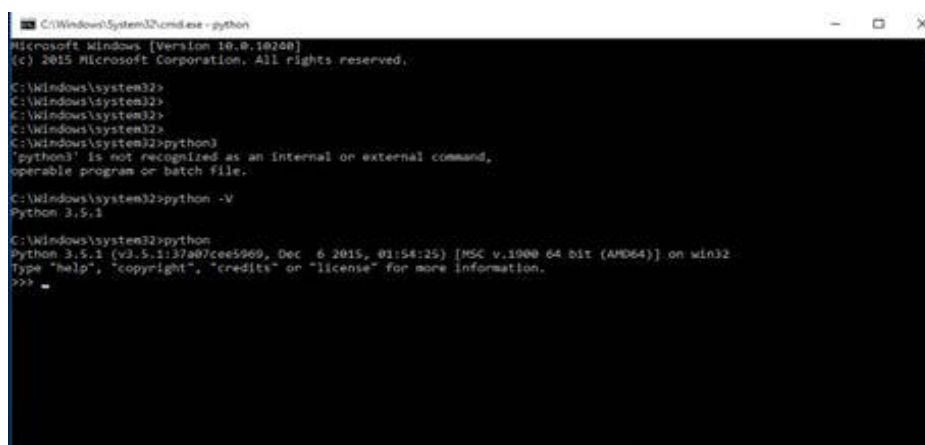 C:\Windows\System32\cmd.exe - python
Microsoft Windows [Version 10.0.10240]
(c) 2015 Microsoft Corporation. All rights reserved.
C:\Windows\system32>
C:\Windows\system32>
C:\Windows\system32>
C:\Windows\system32>
C:\Windows\system32>python3
'python3' is not recognized as an internal or external command,
operable program or batch file.
C:\Windows\system32>python -V
Python 3.5.1
C:\Windows\system32>python
Python 3.5.1 (v3.5.1:37a07cee5969, Dec  6 2015, 01:54:25) [MSC v.1900 64 bit (AMD64)] on win32
Type "help", "copyright", "credits" or "license" for more information.
>>> _